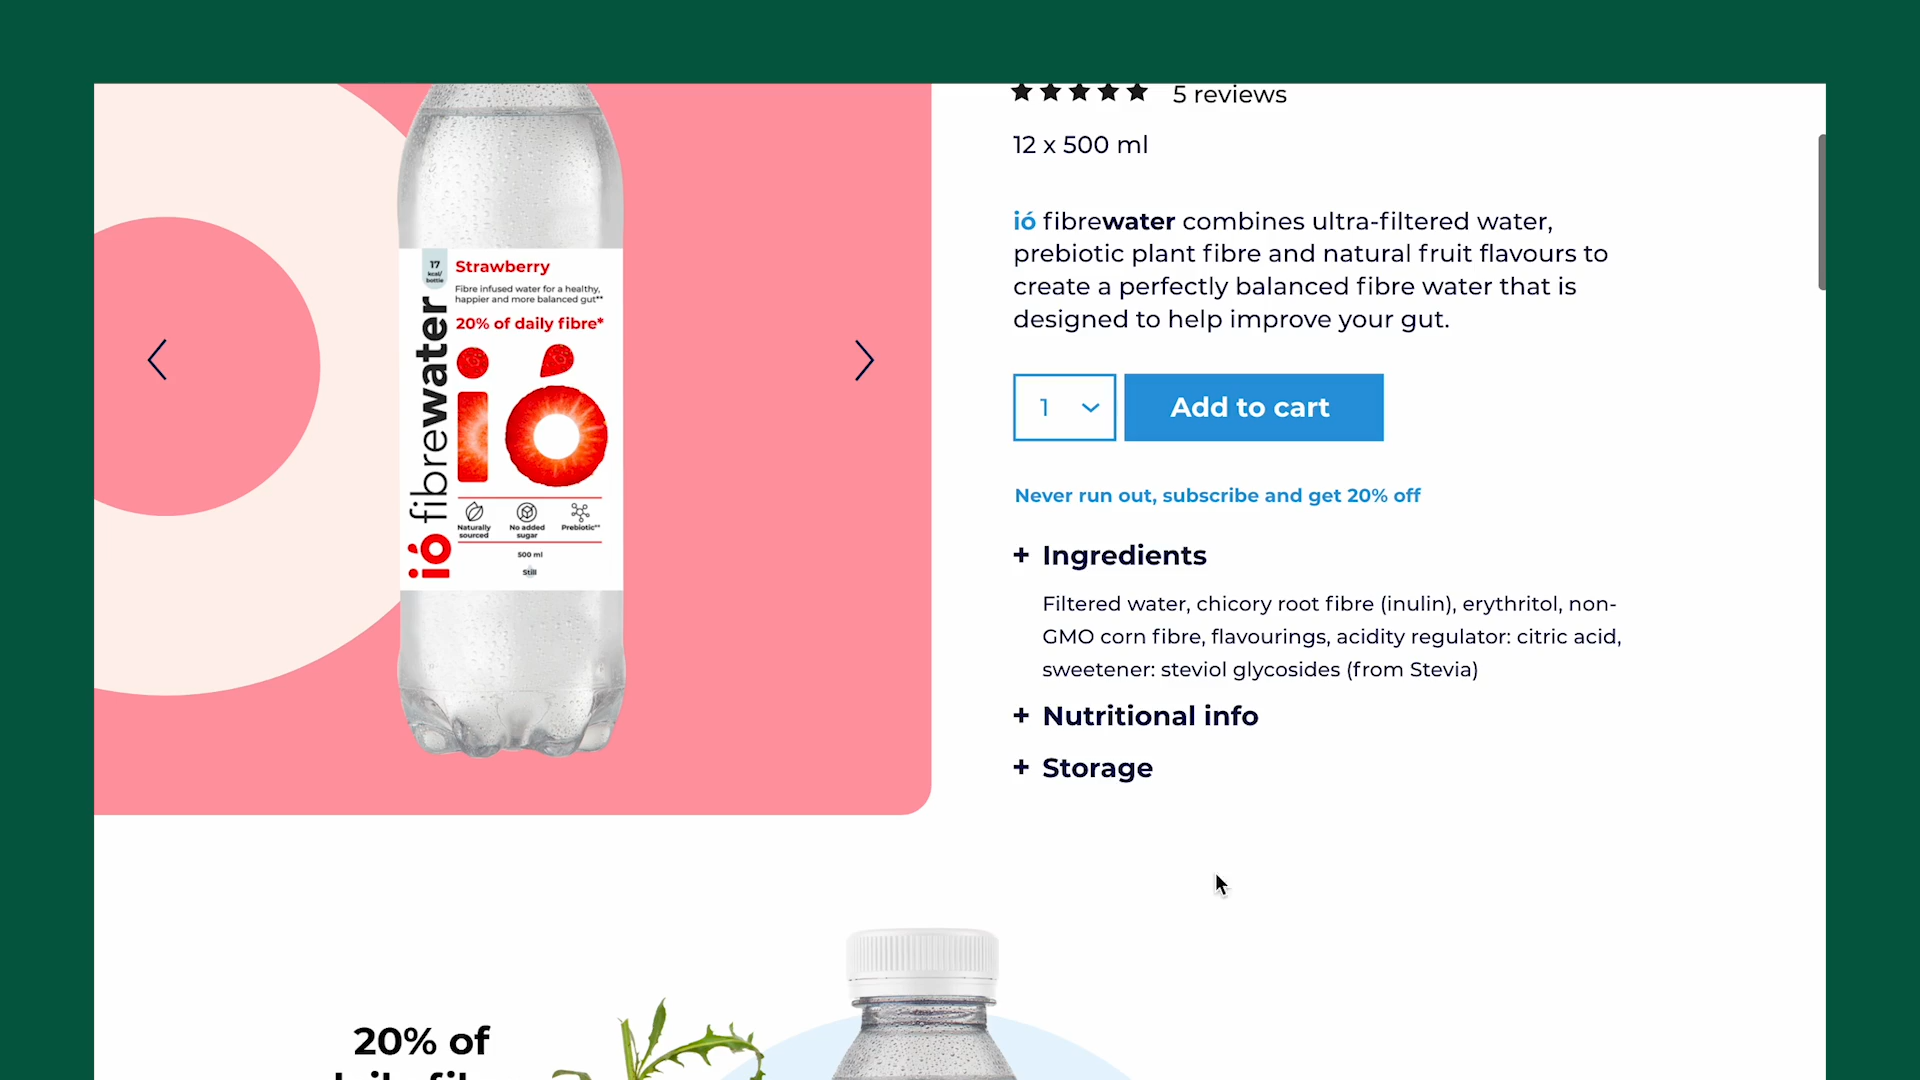 5 reviews
12 x 500 ml
ió fibrewater combines ultra-filtered water,
prebiotic plant fibre and natural fruit flavours to
create a perfectly balanced fibre water that is
designed to help improve your gut.
1
Add to cart
Never run out, subscribe and get 20% off
+ Ingredients
Filtered water, chicory root fibre (inulin), erythritol, non-
GMO corn fibre, flavourings, acidity regulator: citric acid,
sweetener: steviol glycosides (from Stevia)
+ Nutritional info
+ Storage
17
kcal/
bottle
Strawberry
Fibre infused water for a healthy,
happier and more balanced gut**
20% of daily fibre*
ió
ió fibrewater
Naturally
sourced
No added
sugar
Prebiotic**
500 ml
Still
20% of